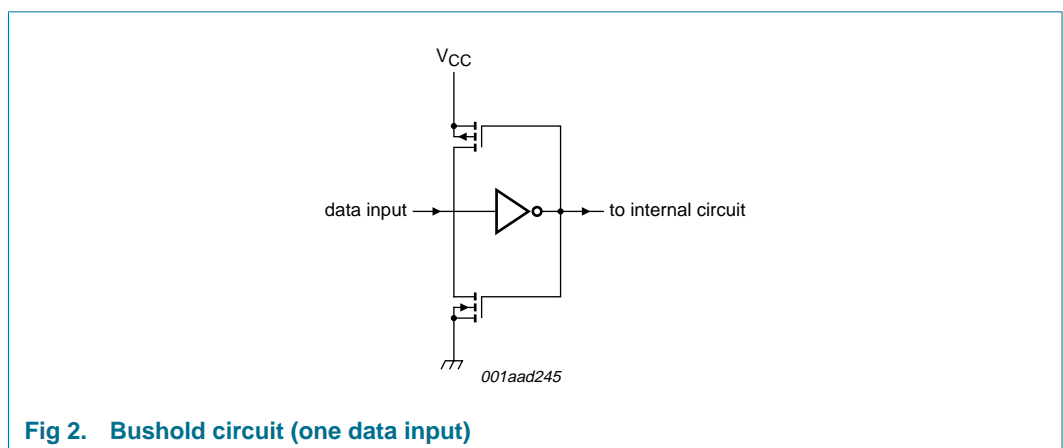 VCC
data input
to internal circuit
001aad245
Fig 2. Bushold circuit (one data input)